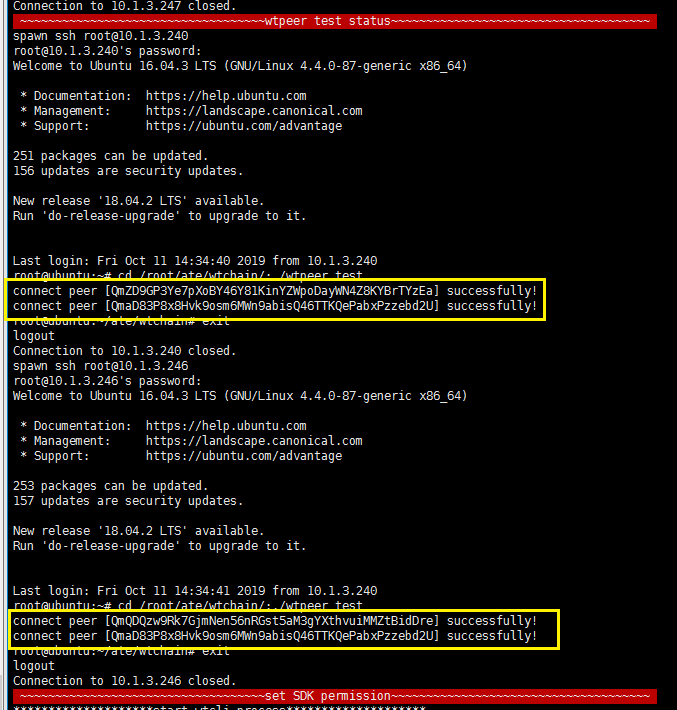 Connection to 10.1.3.247 closed.
~~~~~~~~~~~~~~~~~~~~~~~~~~~~~~~~~~~wtpeer test status~~~~~~~~~~~~~~~~~~~~~~~~~~~~~~~~~~~~~
spawn ssh root@10.1.3.240
root@10.1.3.240's password:
Welcome to Ubuntu 16.04.3 LTS (GNU/Linux 4.4.0-87-generic x86_64)
* Documentation:  https://help.ubuntu.com
* Management:     https://landscape.canonical.com
* Support:        https://ubuntu.com/advantage
251 packages can be updated.
156 updates are security updates.
New release '18.04.2 LTS' available.
Run 'do-release-upgrade' to upgrade to it.
Last login: Fri Oct 11 14:34:40 2019 from 10.1.3.240
root@ubuntu:~# cd /root/ate/wtchain/;./wtpeer test
connect peer [QmZD9GP3Ye7pXoBY46Y81KinYZWpoDayWN4Z8KYBrTYzEa] successfully!
connect peer [QmaD83P8x8Hvk9osm6MWn9abisQ46TTKQePabxPzzebd2U] successfully!
root@ubuntu:~/ate/wtchain# exit
logout
Connection to 10.1.3.240 closed.
spawn ssh root@10.1.3.246
root@10.1.3.246's password:
Welcome to Ubuntu 16.04.3 LTS (GNU/Linux 4.4.0-87-generic x86_64)
* Documentation:  https://help.ubuntu.com
* Management:     https://landscape.canonical.com
* Support:        https://ubuntu.com/advantage
253 packages can be updated.
157 updates are security updates.
New release '18.04.2 LTS' available.
Run 'do-release-upgrade' to upgrade to it.
Last login: Fri Oct 11 14:34:41 2019 from 10.1.3.240
root@ubuntu:~# cd /root/ate/wtchain/;./wtpeer test
connect peer [QmQDQzw9Rk7GjmNen56nRGst5aM3gYXthvuiMMZtBidDre] successfully!
connect peer [QmaD83P8x8Hvk9osm6MWn9abisQ46TTKQePabxPzzebd2U] successfully!
root@ubuntu:~/ate/wtchain# exit
logout
Connection to 10.1.3.246 closed.
~~~~~~~~~~~~~~~~~~~~~~~~~~~~~~~~~~~set SDK permission~~~~~~~~~~~~~~~~~~~~~~~~~~~~~~~~~~~~~
********************start wtcli process********************